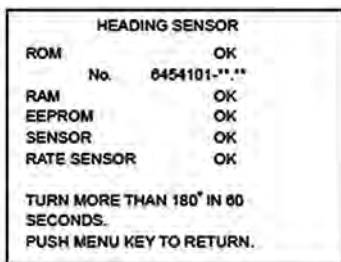 HEADING SENSOR
ROM OK
No. 6454101-**.**
RAM OK
EEPROM OK
SENSOR OK
RATE SENSOR OK
TURN MORE THAN 180° IN 60
SECONDS.
PUSH MENU KEY TO RETURN.